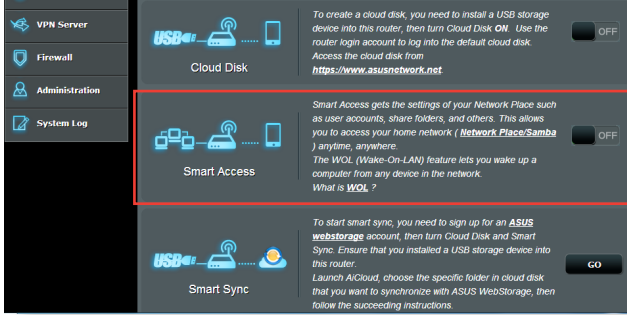 VPN Server
Firewall
Administration
System Log
USB
Cloud Disk
To create a cloud disk, you need to install a USB storage
device into this router, then turn Cloud Disk ON. Use the
router login account to log into the default cloud disk.
Access the cloud disk from
https://www.asusnetwork.net.
OFF
Smart Access
Smart Access gets the settings of your Network Place such
as user accounts, share folders, and others. This allows
you to access your home network ( Network Place/Samba
) anytime, anywhere.
The WOL (Wake-On-LAN) feature lets you wake up a
computer from any device in the network.
What is WOL ?
OFF
USB
Smart Sync
To start smart sync, you need to sign up for an ASUS
webstorage account, then turn Cloud Disk and Smart
Sync. Ensure that you installed a USB storage device into
this router.
Launch AiCloud, choose the specific folder in cloud disk
that you want to synchronize with ASUS WebStorage, then
follow the succeeding instructions.
GO